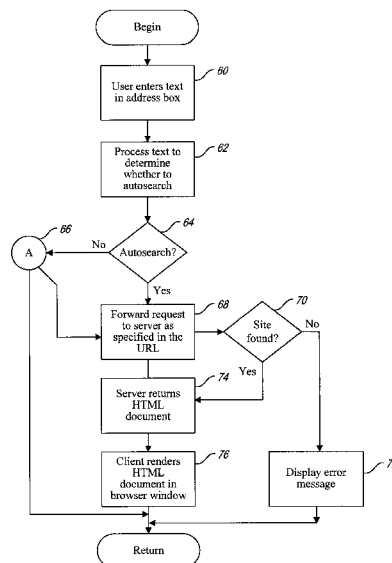 Begin
60
User enters text
in address box
62
Process text to
determine
whether to
autosearch
64
66
A
No
Autosearch?
Yes
68
Forward request
to server as
specified in the
URL
70
Site
found?
No
Yes
74
Server returns
HTML
document
76
Client renders
HTML
document in
browser window
Display error
message
Return